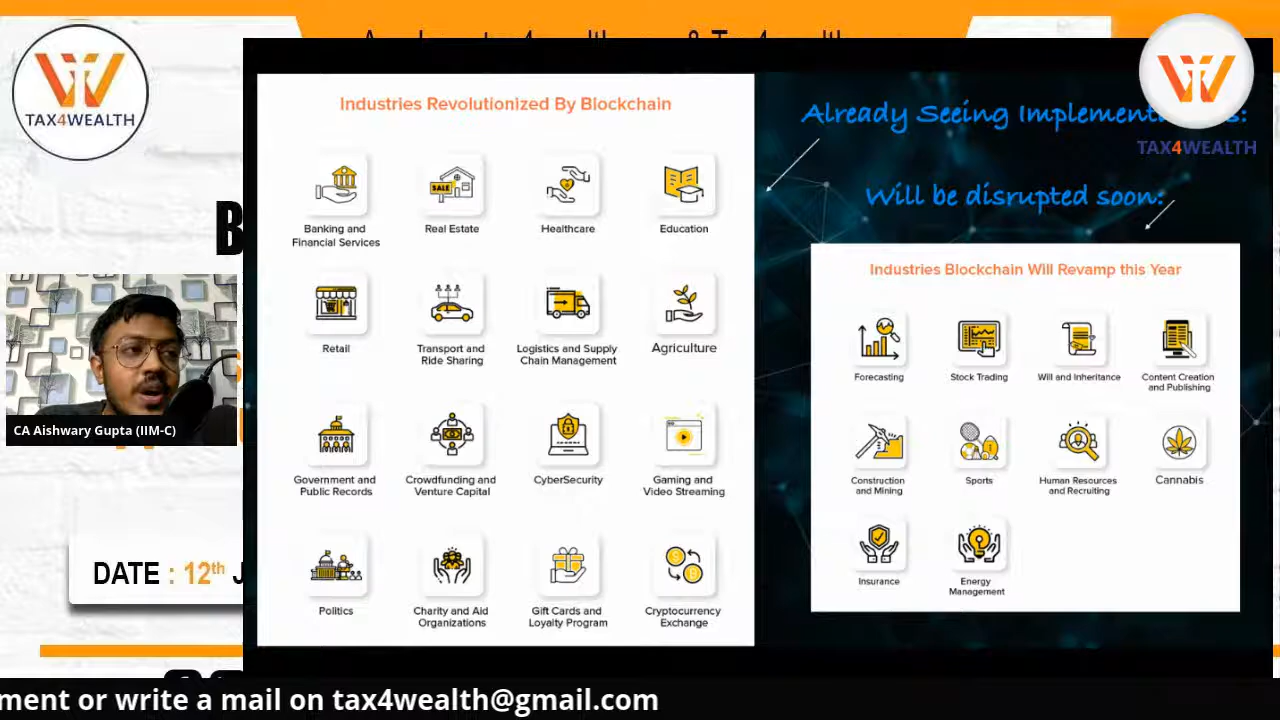 TAX4WEALTH
TAX4WEALTH
B
DATE : 12th J
CA Aishwary Gupta (IIM-C)
Industries Revolutionized By Blockchain
Banking and
Financial Services
Real Estate
Healthcare
Education
Retail
Transport and
Ride Sharing
Logistics and Supply
Chain Management
Agriculture
Government and
Public Records
Crowdfunding and
Venture Capital
CyberSecurity
Gaming and
Video Streaming
Politics
Charity and Aid
Organizations
Gift Cards and
Loyalty Program
Cryptocurrency
Exchange
Already Seeing
Will be disrupted soon:
Industries Blockchain Will Revamp this Year
Forecasting
Stock Trading
Will and Inheritance
Content Creation
and Publishing
Construction
and Mining
Sports
Human Resources
and Recruiting
Cannabis
Insurance
Energy
Management
SALE
ment or write a mail on tax4wealth@gmail.com